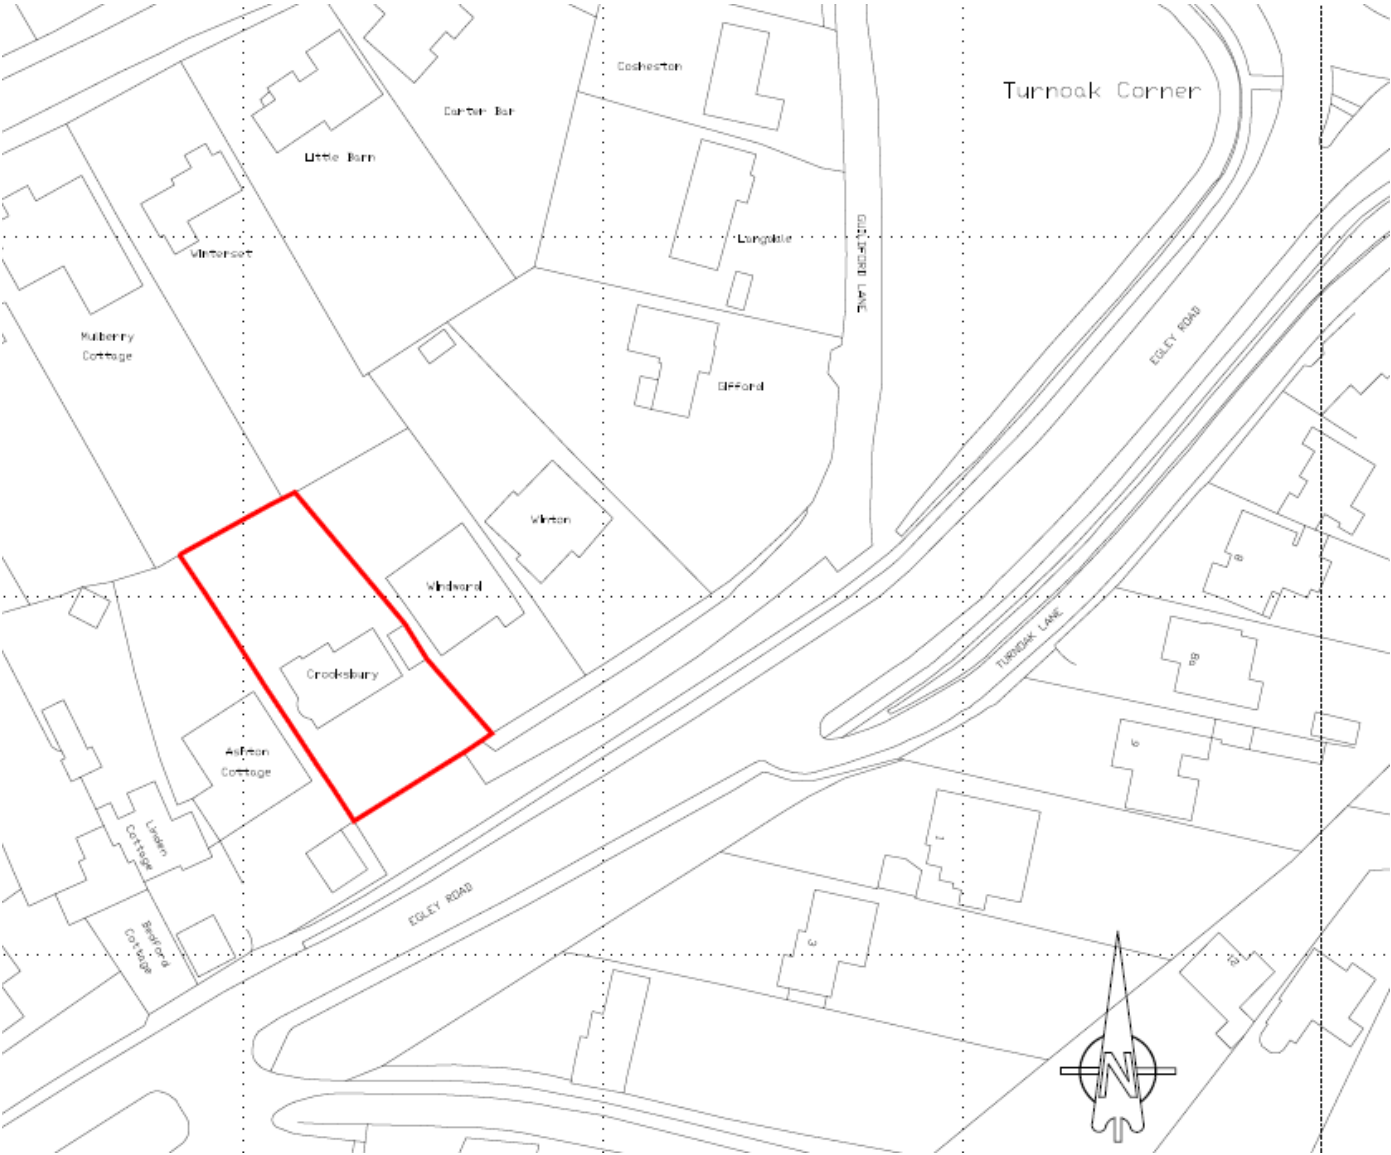 Cosheston
Turnoak Corner
Carter Bar
Little Barn
Langdale
Winterset
GUILDFORD LANE
EGLEY ROAD
Mulberry
Cottage
Gifford
Winton
8
Windward
TURNOAK LANE
8a
Crooksbury
9
Ashton
Cottage
Linden
Cottage
1
EGLEY ROAD
3
Bedford
Cottage
N